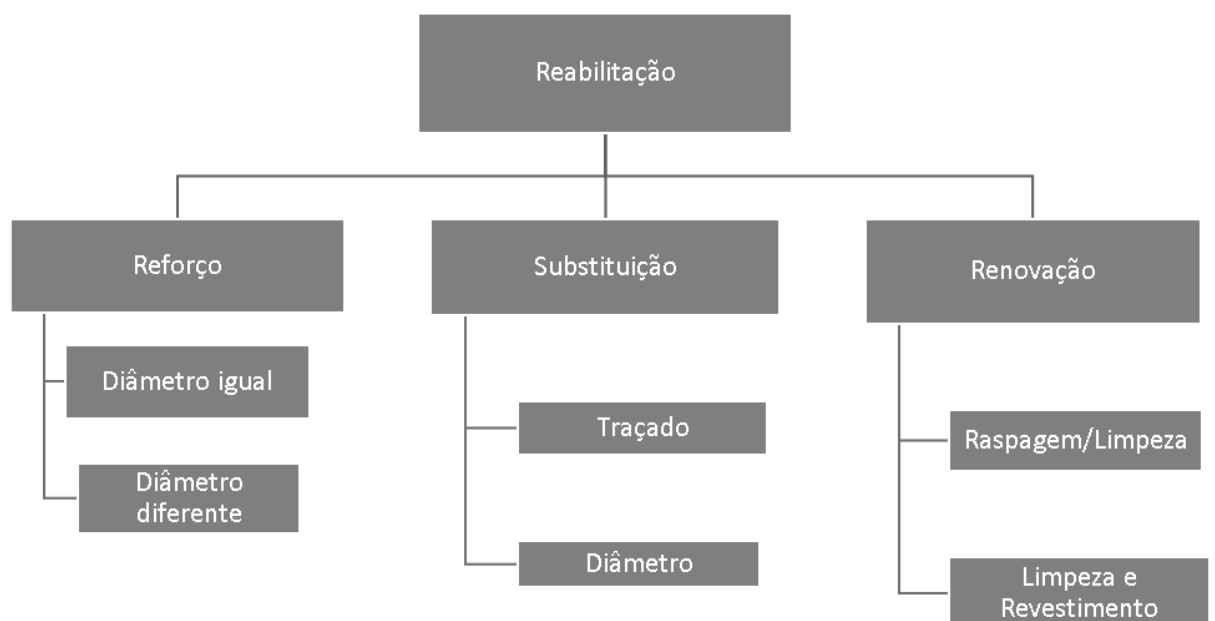 Reabilitação
Reforço
Substituição
Renovação
Diâmetro igual
Traçado
Raspagem/Limpeza
Diâmetro
diferente
Diâmetro
Limpeza e
Revestimento